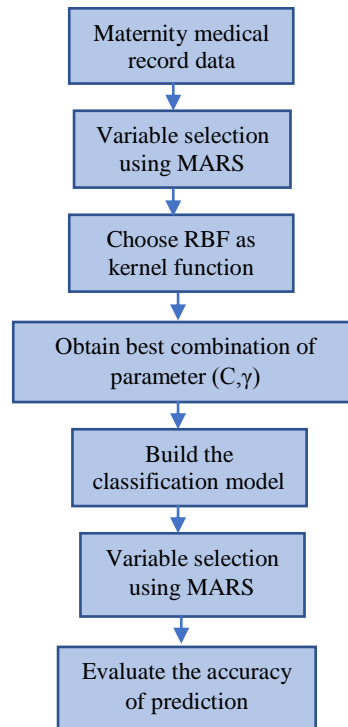 Maternity medical
record data
Variable selection
using MARS
Choose RBF as
kernel function
Obtain best combination of
parameter (C,γ)
Build the
classification model
Variable selection
using MARS
Evaluate the accuracy
of prediction